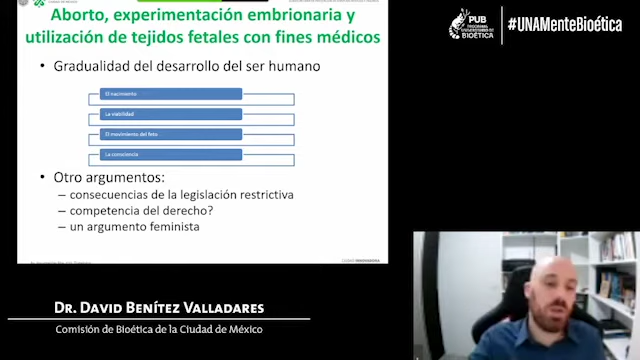 Aborto, experimentación embrionaria y
utilización de tejidos fetales con fines médicos
• Gradualidad del desarrollo del ser humano
El nacimiento
La viabilidad
El movimiento del feto
La consciencia
• Otro argumentos:
– consecuencias de la legislación restrictiva
– competencia del derecho?
– un argumento feminista
PUB
PROGRAMA
UNIVERSITARIO DE
BIOÉTICA
#UNAMenteBioética
DR. DAVID BENÍTEZ VALLADARES
Comisión de Bioética de la Ciudad de México